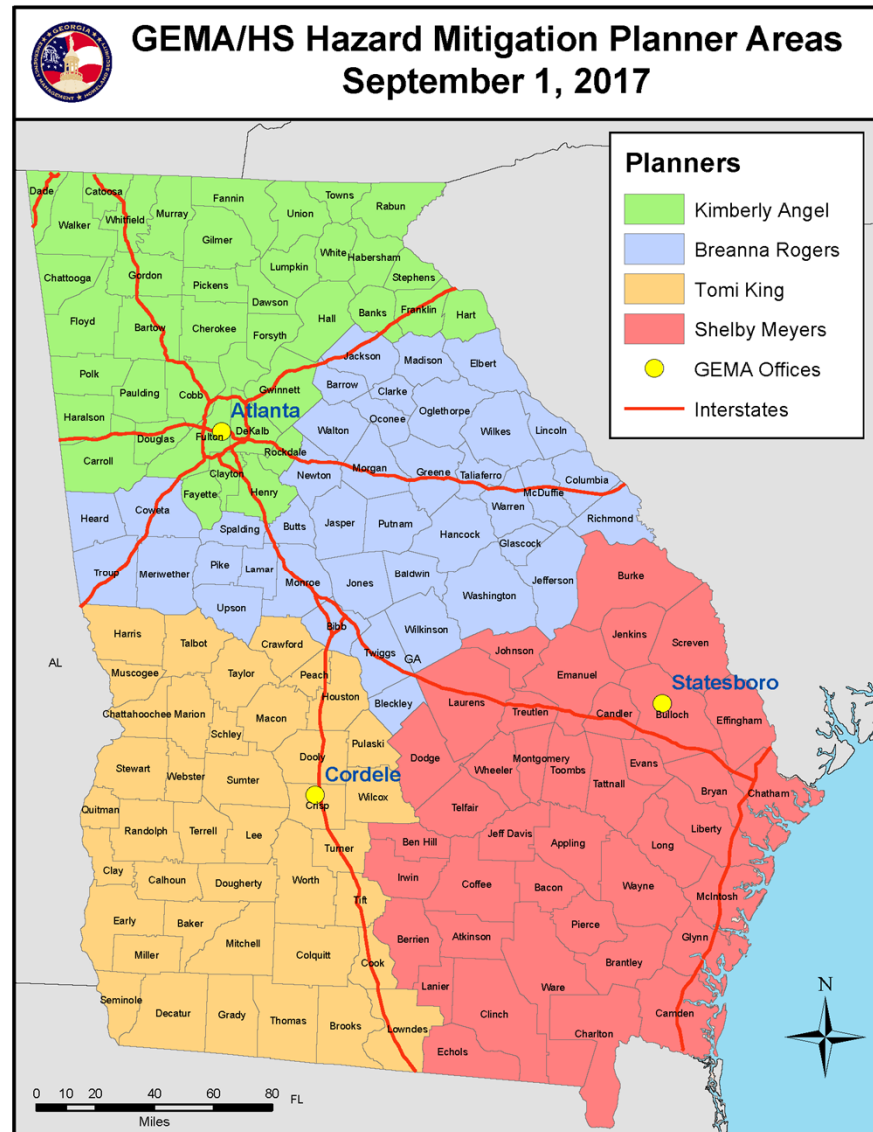 GEMA/HS Hazard Mitigation Planner Areas
September 1, 2017
Planners
Kimberly Angel
Breanna Rogers
Tomi King
Shelby Meyers
GEMA Offices
Interstates
Dade
Catoosa
Fannin
Towns
Rabun
Walker
Whitfield
Murray
Union
Gilmer
White
Habersham
Chattooga
Gordon
Pickens
Lumpkin
Stephens
Dawson
Floyd
Bartow
Cherokee
Forsyth
Hall
Banks
Franklin
Hart
Polk
Paulding
Cobb
Gwinnett
Jackson
Madison
Elbert
Barrow
Clarke
Haralson
Atlanta
Douglas
Fulton
DeKalb
Walton
Oconee
Oglethorpe
Wilkes
Lincoln
Carroll
Rockdale
Clayton
Newton
Morgan
Greene
Taliaferro
Columbia
McDuffie
Fayette
Henry
Heard
Coweta
Spalding
Butts
Jasper
Putnam
Hancock
Warren
Richmond
Glascock
Troup
Meriwether
Pike
Lamar
Monroe
Jones
Baldwin
Washington
Jefferson
Burke
Upson
Bibb
Wilkinson
Harris
Talbot
Crawford
Twiggs
GA
Johnson
Jenkins
Screven
AL
Muscogee
Taylor
Peach
Houston
Bleckley
Laurens
Emanuel
Statesboro
Chattahoochee
Marion
Macon
Treutlen
Candler
Bulloch
Effingham
Schley
Dooly
Pulaski
Dodge
Stewart
Webster
Sumter
Cordele
Wheeler
Montgomery
Toombs
Evans
Tattnall
Bryan
Chatham
Quitman
Crisp
Wilcox
Telfair
Randolph
Terrell
Lee
Turner
Ben Hill
Jeff Davis
Appling
Long
Liberty
Clay
Calhoun
Dougherty
Worth
Tift
Irwin
Coffee
Bacon
Wayne
McIntosh
Early
Baker
Mitchell
Colquitt
Berrien
Atkinson
Pierce
Glynn
Miller
Cook
Brantley
Seminole
Lanier
Ware
Decatur
Grady
Thomas
Brooks
Lowndes
Clinch
Charlton
Camden
Echols
N
0 10 20 40 60 80
Miles
FL